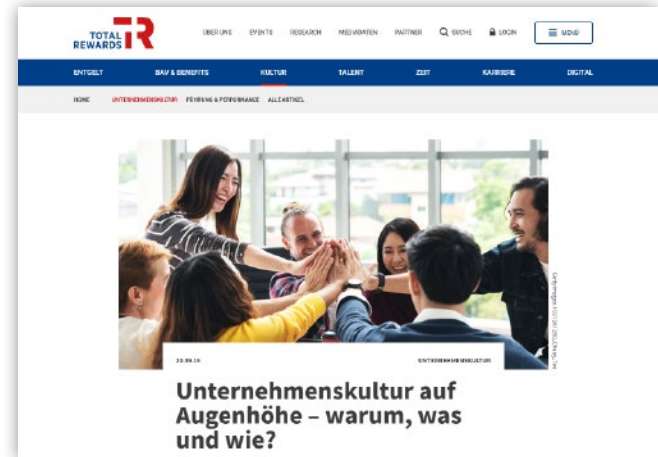 TOTAL
REWARDS
ÜBER UNS EVENTS RESEARCH MEDIADATEN PARTNER SUCHE LOGIN MENÜ
ENTGELT BAV & BENEFITS KULTUR TALENT ZEIT KARRIERE DIGITAL
HOME UNTERNEHMENSKULTUR FÜHRUNG & PERFORMANCE ALLE ARTIKEL
UNTERNEHMENSKULTUR
Unternehmenskultur auf
Augenhöhe – warum, was
und wie?